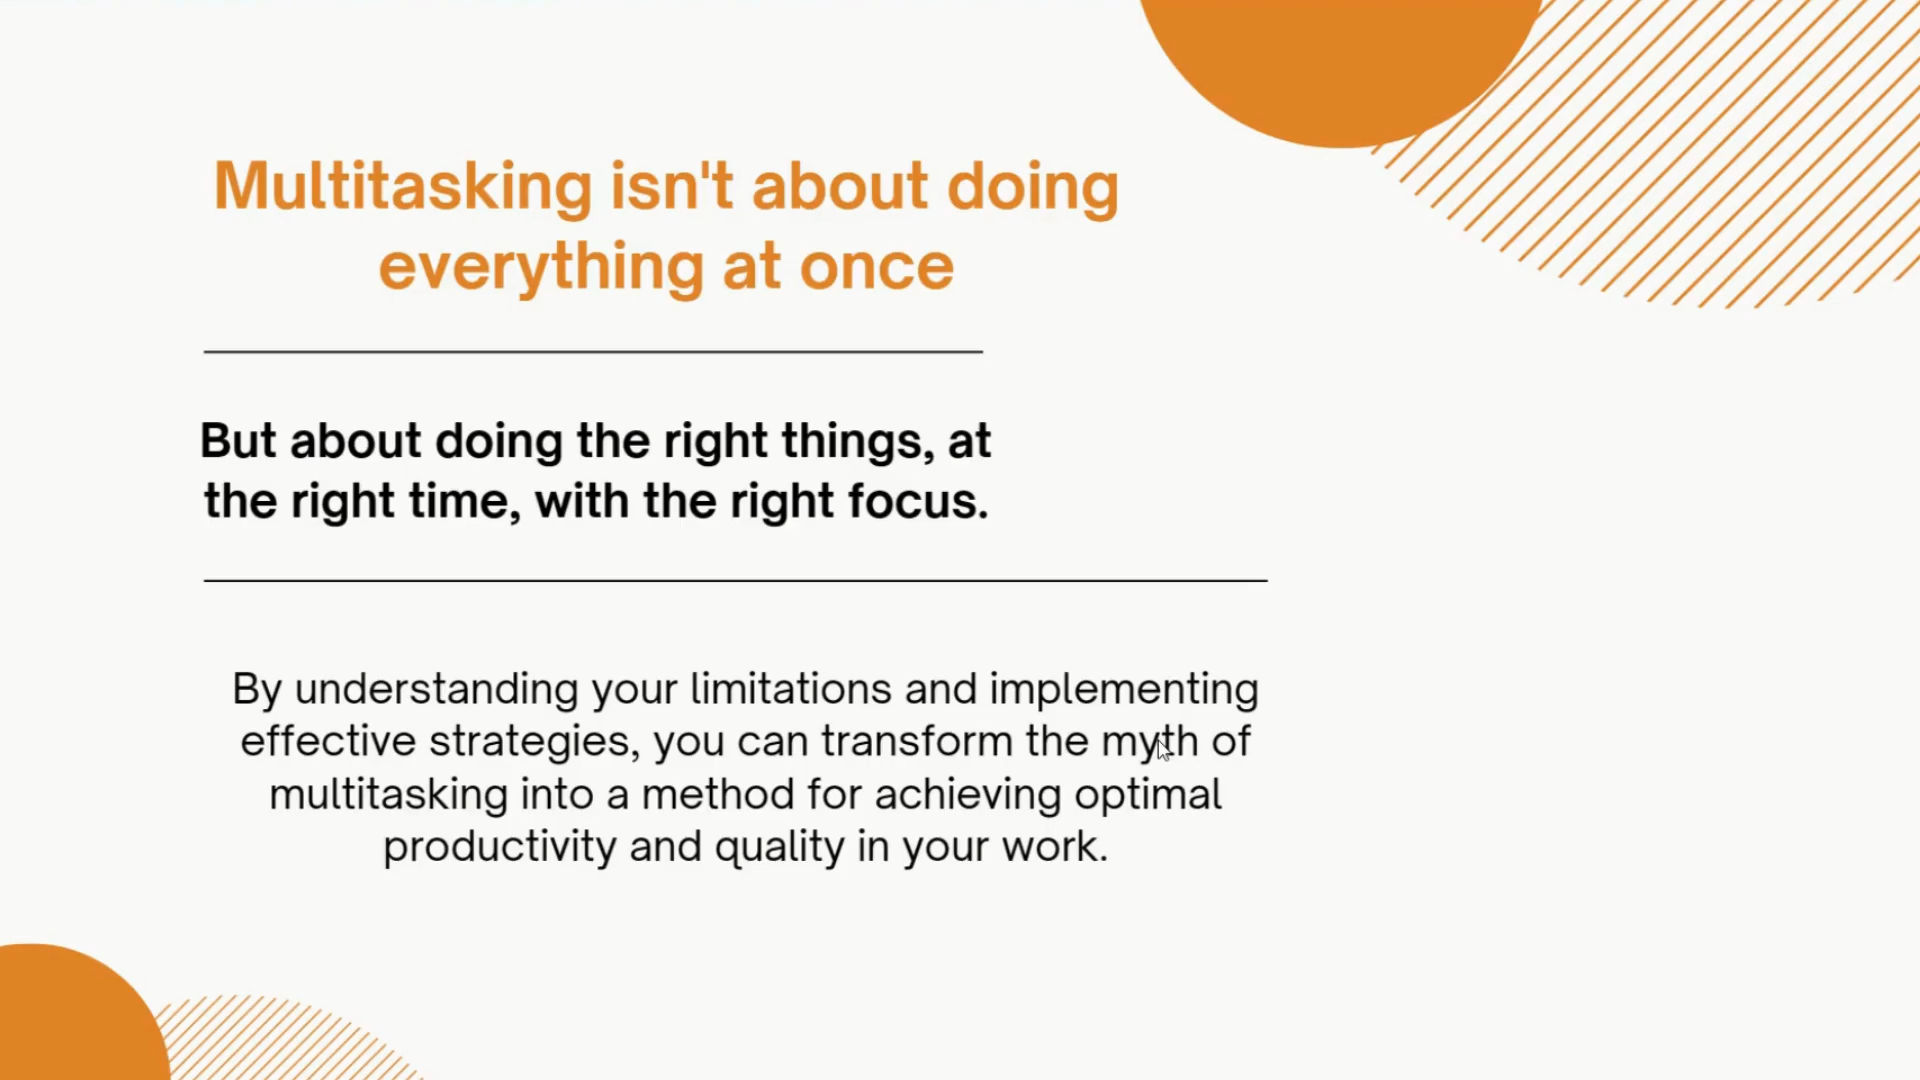 Multitasking isn't about doing
everything at once
But about doing the right things, at
the right time, with the right focus.
By understanding your limitations and implementing
effective strategies, you can transform the myth of
multitasking into a method for achieving optimal
productivity and quality in your work.